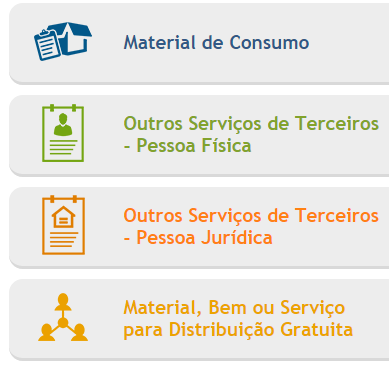 Material de Consumo
Outros Serviços de Terceiros
- Pessoa Física
Outros Serviços de Terceiros
- Pessoa Jurídica
Material, Bem ou Serviço
para Distribuição Gratuita